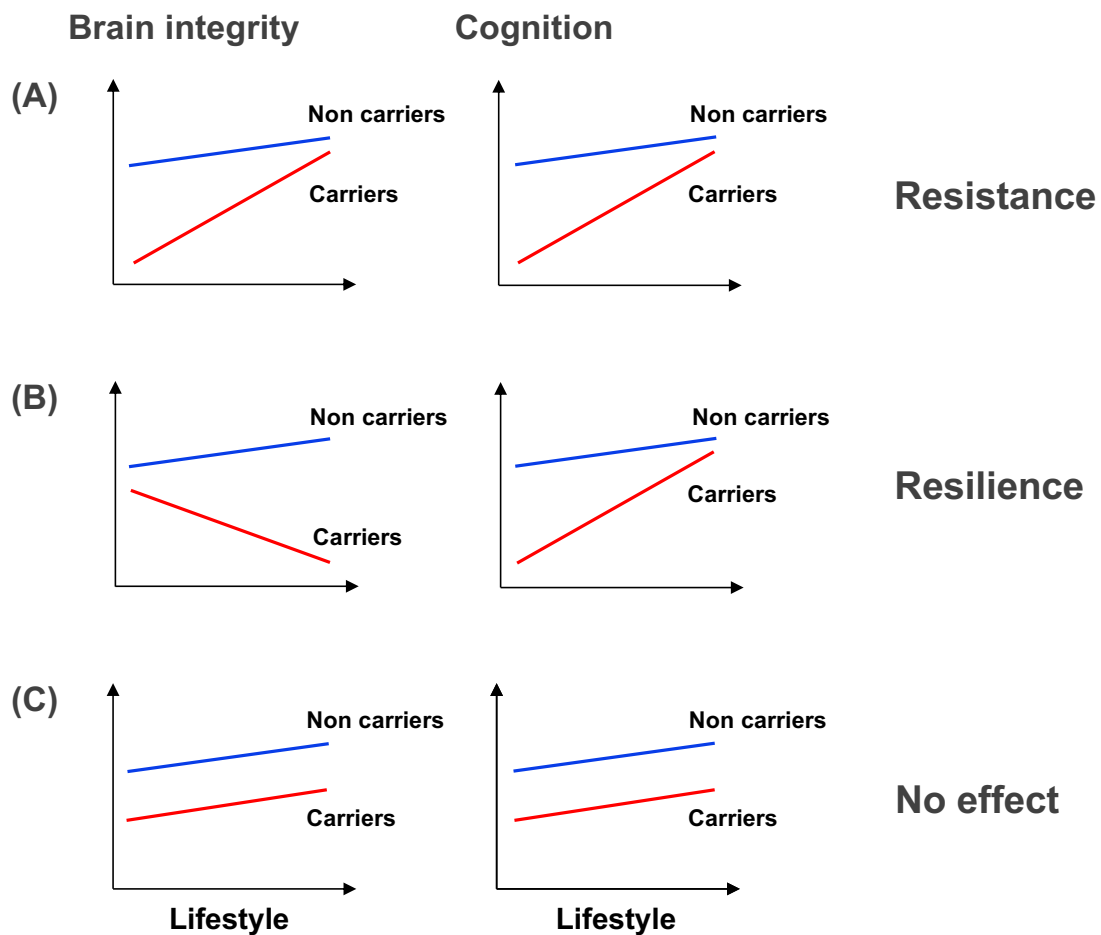 Brain integrity
Cognition
(A)
Non carriers
Carriers
Non carriers
Carriers
Resistance
(B)
Non carriers
Carriers
Non carriers
Carriers
Resilience
(C)
Non carriers
Carriers
Non carriers
Carriers
No effect
Lifestyle
Lifestyle